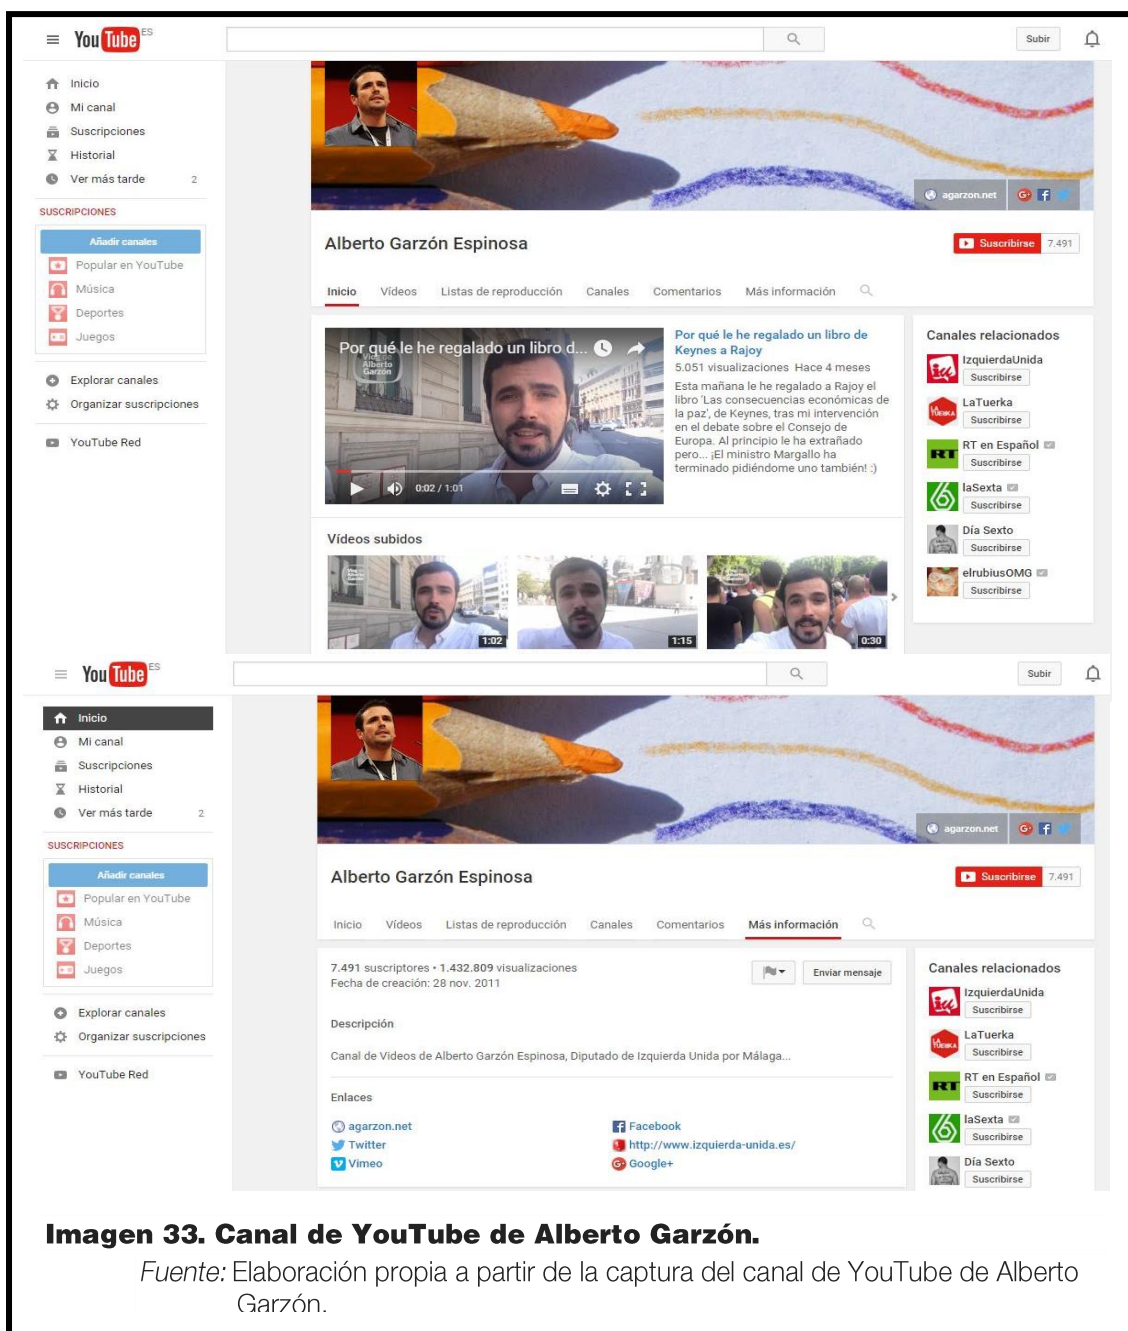 YouTube ES
Subir
Inicio
Mi canal
Suscripciones
Historial
Ver más tarde 2
SUSCRIPCIONES
Añadir canales
Popular en YouTube
Música
Deportes
Juegos
Explorar canales
Organizar suscripciones
YouTube Red
agarzon.net
Alberto Garzón Espinosa
Suscribirse 7.491
Inicio Vídeos Listas de reproducción Canales Comentarios Más información
Por qué le he regalado un libro d...
Vlog de
Alberto
Garzón
0:02 / 1:01
Por qué le he regalado un libro de
Keynes a Rajoy
5.051 visualizaciones Hace 4 meses
Esta mañana le he regalado a Rajoy el
libro 'Las consecuencias económicas de
la paz', de Keynes, tras mi intervención
en el debate sobre el Consejo de
Europa. Al principio le ha extrañado
pero... ¡El ministro Margallo ha
terminado pidiéndome uno también! :)
Vídeos subidos
1:02
1:15
0:30
Canales relacionados
IzquierdaUnida
Suscribirse
LaTuerka
Suscribirse
RT en Español
Suscribirse
laSexta
Suscribirse
Día Sexto
Suscribirse
elrubiusOMG
Suscribirse
YouTube ES
Subir
Inicio
Mi canal
Suscripciones
Historial
Ver más tarde 2
SUSCRIPCIONES
Añadir canales
Popular en YouTube
Música
Deportes
Juegos
Explorar canales
Organizar suscripciones
YouTube Red
agarzon.net
Alberto Garzón Espinosa
Suscribirse 7.491
Inicio Vídeos Listas de reproducción Canales Comentarios Más información
7.491 suscriptores • 1.432.809 visualizaciones
Fecha de creación: 28 nov. 2011
Enviar mensaje
Descripción
Canal de Videos de Alberto Garzón Espinosa, Diputado de Izquierda Unida por Málaga...
Enlaces
agarzon.net
Twitter
Vimeo
Facebook
http://www.izquierda-unida.es/
Google+
Canales relacionados
IzquierdaUnida
Suscribirse
LaTuerka
Suscribirse
RT en Español
Suscribirse
laSexta
Suscribirse
Día Sexto
Suscribirse
Imagen 33. Canal de YouTube de Alberto Garzón.
Fuente: Elaboración propia a partir de la captura del canal de YouTube de Alberto
Garzón.